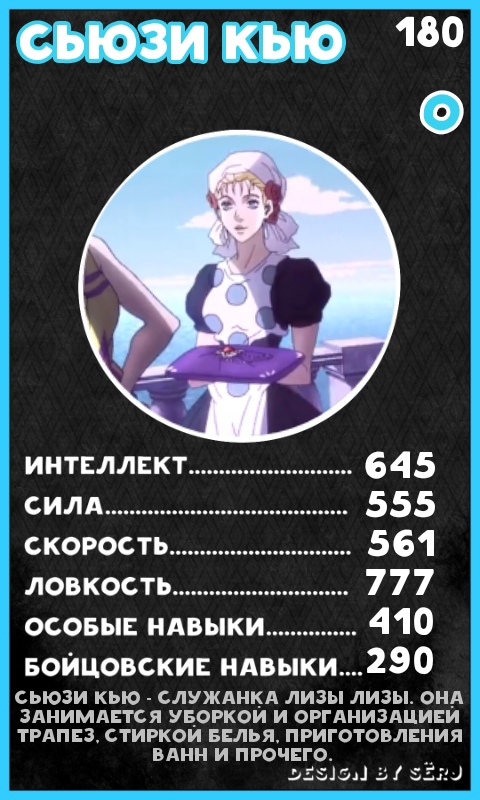 СЬЮЗИ КЬЮ
180
ИНТЕЛЛЕКТ..............................645
СИЛА.............................................555
СКОРОСТЬ.................................561
ЛОВКОСТЬ................................777
ОСОБЫЕ НАВЫКИ................410
БОЙЦОВСКИЕ НАВЫКИ....290
СЬЮЗИ КЬЮ - СЛУЖАНКА ЛИЗЫ ЛИЗЫ. ОНА
ЗАНИМАЕТСЯ УБОРКОЙ И ОРГАНИЗАЦИЕЙ
ТРАПЕЗ, СТИРКОЙ БЕЛЬЯ, ПРИГОТОВЛЕНИЯ
ВАНН И ПРОЧЕГО.
DESIGN BY SЁRJ